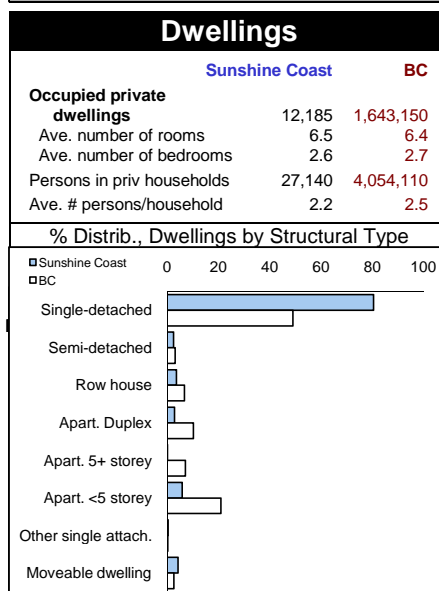 Dwellings
Sunshine Coast BC
Occupied private
dwellings 12,185 1,643,150
Ave. number of rooms 6.5 6.4
Ave. number of bedrooms 2.6 2.7
Persons in priv households 27,140 4,054,110
Ave. # persons/household 2.2 2.5
% Distrib., Dwellings by Structural Type
Sunshine Coast 0 20 40 60 80 100
BC
Single-detached
Semi-detached
Row house
Apart. Duplex
Apart. 5+ storey
Apart. <5 storey
Other single attach.
Moveable dwelling